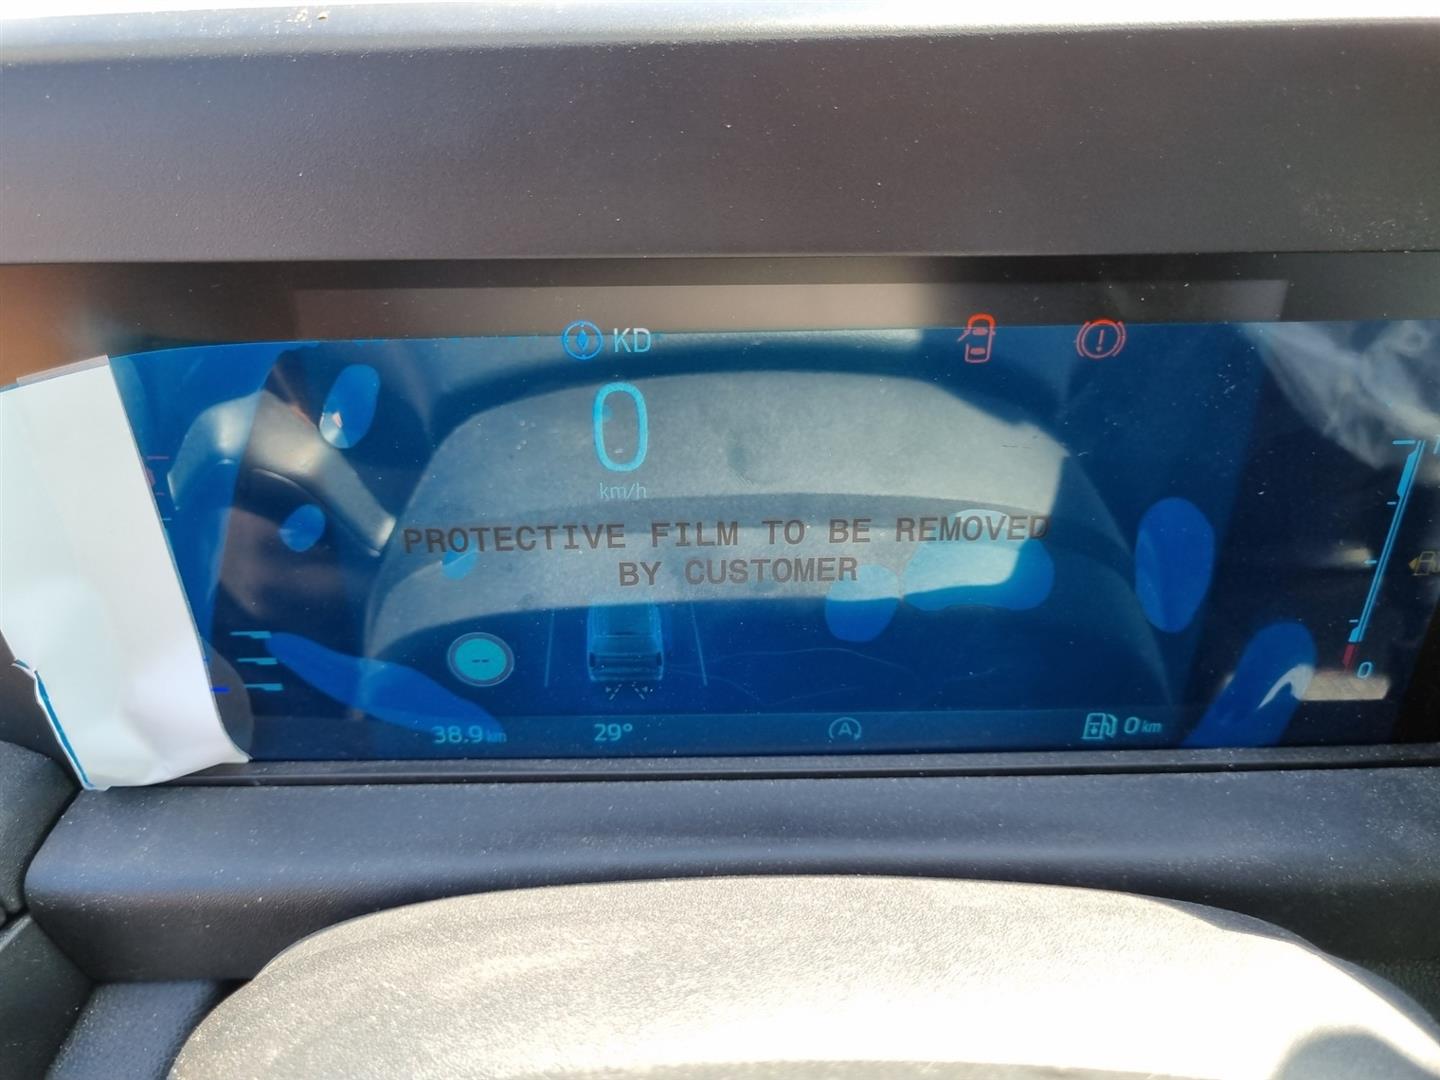 KD
0
km/h
PROTECTIVE FILM TO BE REMOVED
BY CUSTOMER
--
0
38.9 km 29° A 0 km